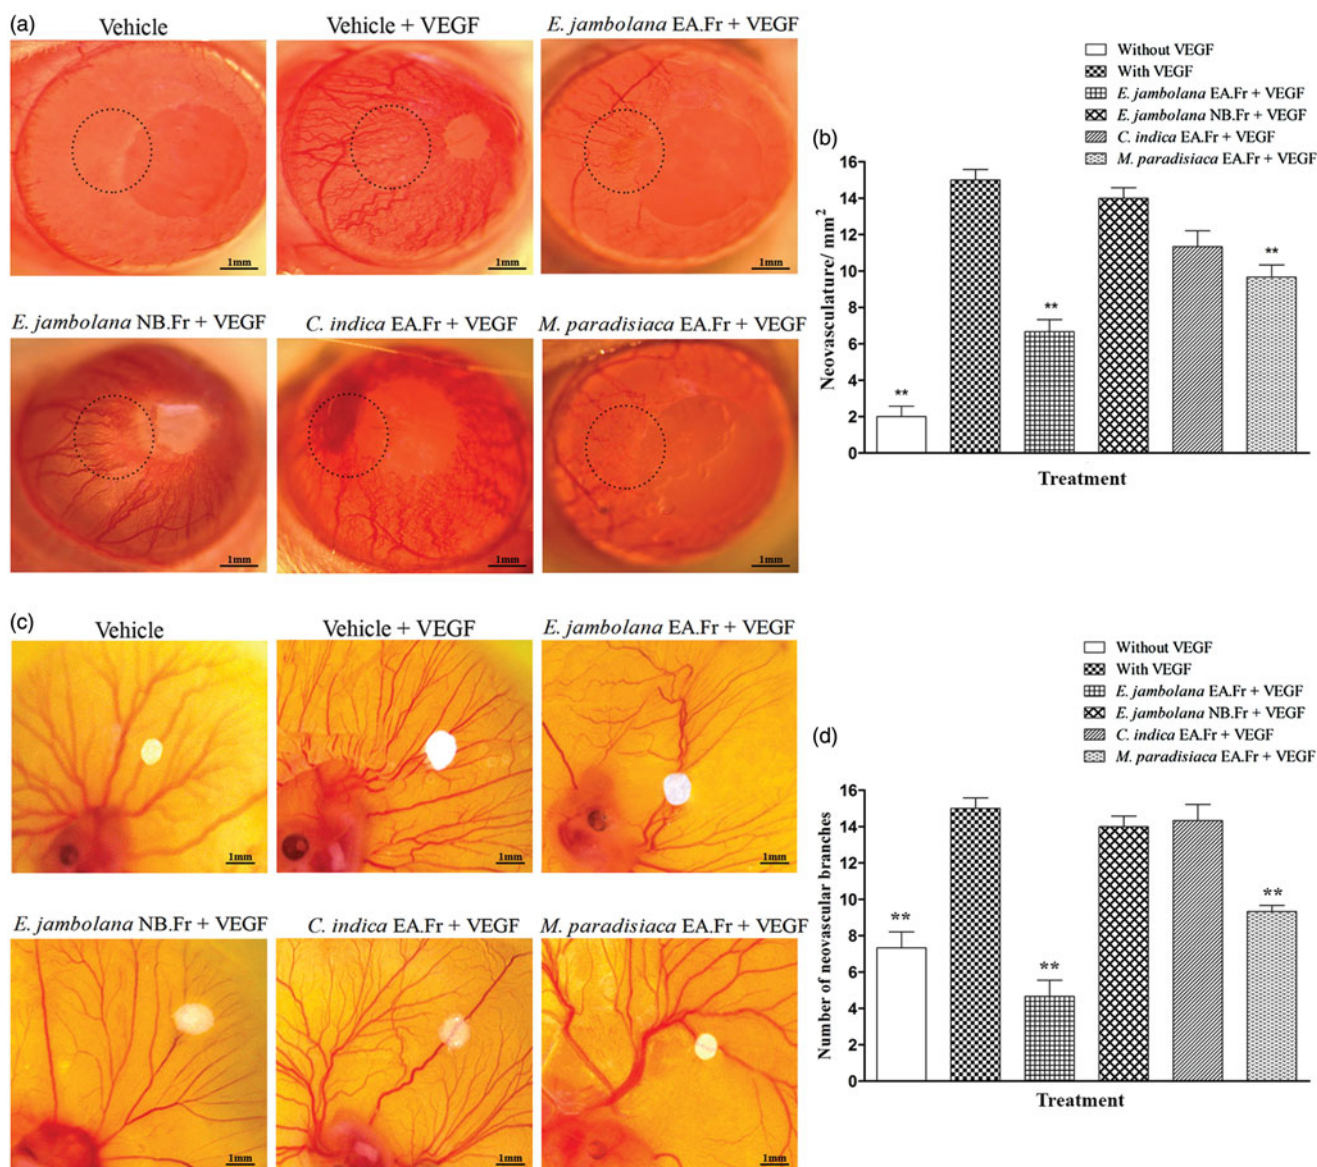 (a)
Vehicle
Vehicle + VEGF
E. jambolana EA.Fr + VEGF
1mm
1mm
1mm
E. jambolana NB.Fr + VEGF
C. indica EA.Fr + VEGF
M. paradisiaca EA.Fr + VEGF
1mm
1mm
1mm
(b)
Without VEGF
With VEGF
E. jambolana EA.Fr + VEGF
E. jambolana NB.Fr + VEGF
C. indica EA.Fr + VEGF
M. paradisiaca EA.Fr + VEGF
Neovasculature/ mm²
16
14
12
10
8
6
4
2
0
**
**
**
Treatment
(c)
Vehicle
Vehicle + VEGF
E. jambolana EA.Fr + VEGF
1mm
1mm
1mm
E. jambolana NB.Fr + VEGF
C. indica EA.Fr + VEGF
M. paradisiaca EA.Fr + VEGF
1mm
1mm
1mm
(d)
Without VEGF
With VEGF
E. jambolana EA.Fr + VEGF
E. jambolana NB.Fr + VEGF
C. indica EA.Fr + VEGF
M. paradisiaca EA.Fr + VEGF
Number of neovascular branches
16
14
12
10
8
6
4
2
0
**
**
**
Treatment